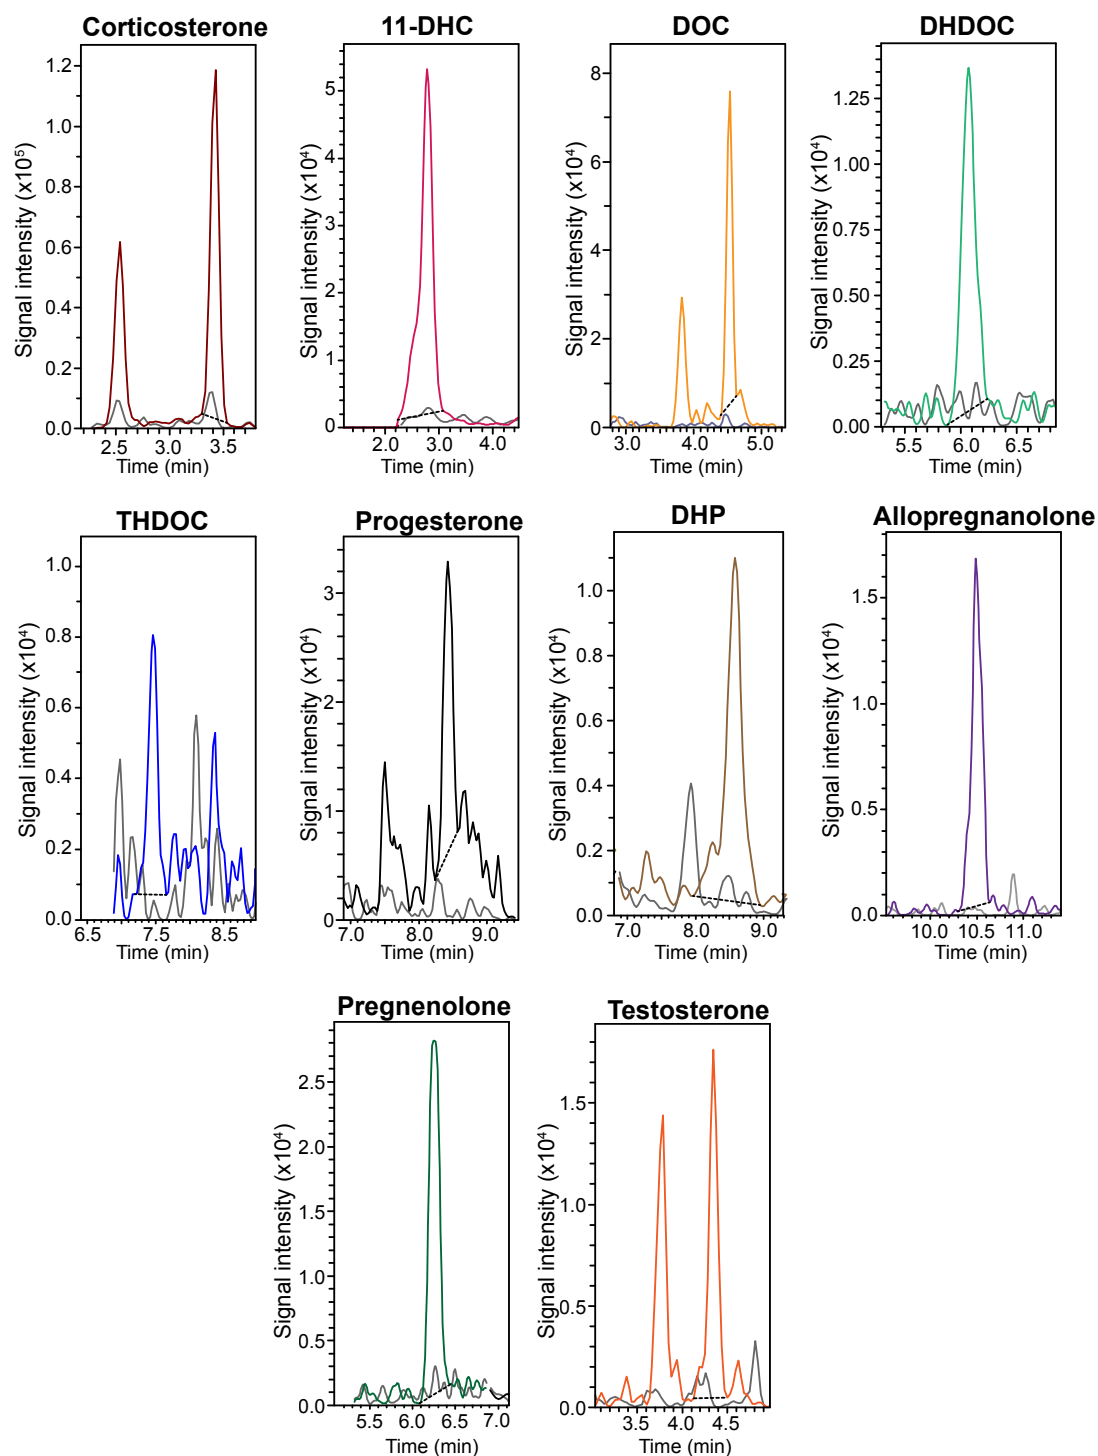 Corticosterone
11-DHC
DOC
DHDOC
Signal intensity (x10⁵)
1.2
1.0
0.8
0.6
0.4
0.2
0.0
2.5 3.0 3.5
Time (min)
Signal intensity (x10⁴)
5
4
3
2
1
0
2.0 3.0 4.0
Time (min)
Signal intensity (x10⁴)
8
6
4
2
0
3.0 4.0 5.0
Time (min)
Signal intensity (x10⁴)
1.25
1.00
0.75
0.50
0.25
0.00
5.5 6.0 6.5
Time (min)
THDOC
Progesterone
DHP
Allopregnanolone
Signal intensity (x10⁴)
1.0
0.8
0.6
0.4
0.2
0.0
6.5 7.5 8.5
Time (min)
Signal intensity (x10⁴)
3
2
1
0
7.0 8.0 9.0
Time (min)
Signal intensity (x10⁴)
1.0
0.8
0.6
0.4
0.2
0.0
7.0 8.0 9.0
Time (min)
Signal intensity (x10⁴)
1.5
1.0
0.5
0.0
10.0 10.5 11.0
Time (min)
Pregnenolone
Testosterone
Signal intensity (x10⁴)
2.5
2.0
1.5
1.0
0.5
0.0
5.5 6.0 6.5 7.0
Time (min)
Signal intensity (x10⁴)
1.5
1.0
0.5
0.0
3.5 4.0 4.5
Time (min)